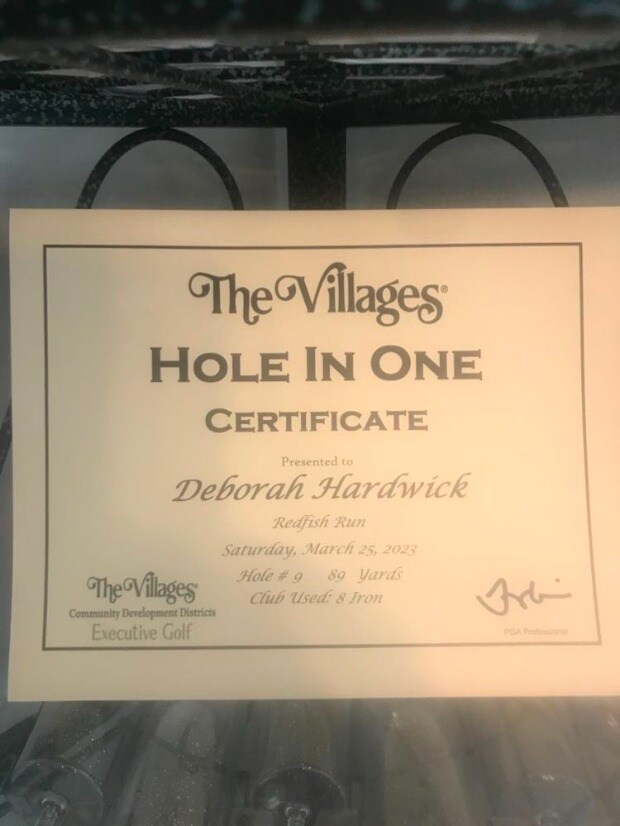 The Villages®
HOLE IN ONE
CERTIFICATE
Presented to
Deborah Hardwick
Redfish Run
Saturday, March 25, 2023
Hole # 9 89 Yards
Club Used: 8 Iron
The Villages®
Community Development Districts
Executive Golf
PGA Professional